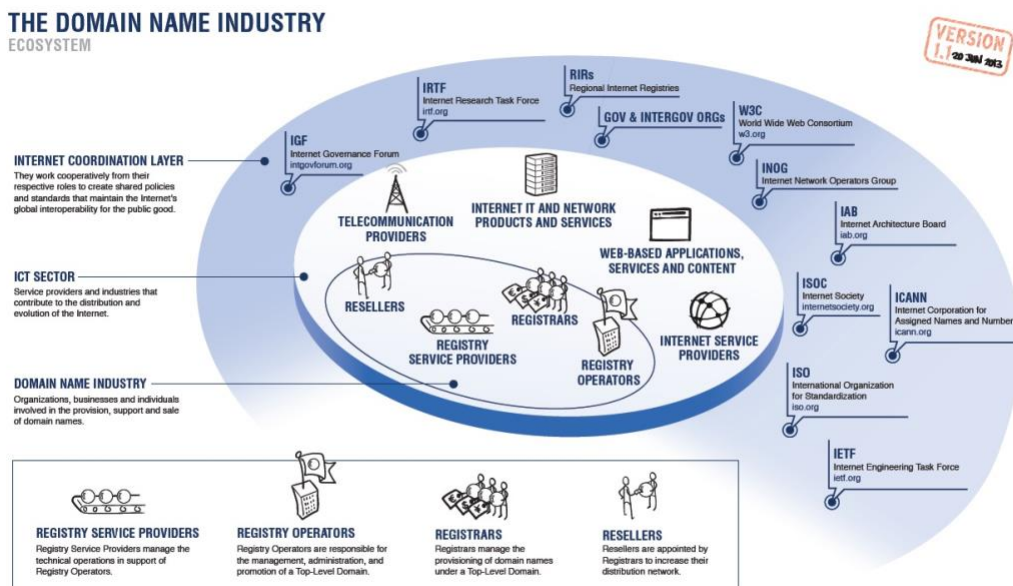 THE DOMAIN NAME INDUSTRY
ECOSYSTEM
VERSION
1.1 20 JUN 2013
IRTF
Internet Research Task Force
irtf.org
RIRs
Regional Internet Registries
GOV & INTERGOV ORGs
W3C
World Wide Web Consortium
w3.org
IGF
Internet Governance Forum
intgovforum.org
INOG
Internet Network Operators Group
IAB
Internet Architecture Board
iab.org
ISOC
Internet Society
internetsociety.org
ICANN
Internet Corporation for
Assigned Names and Number
icann.org
ISO
International Organization
for Standardization
iso.org
IETF
Internet Engineering Task Force
ietf.org
INTERNET COORDINATION LAYER
They work cooperatively from their
respective roles to create shared policies
and standards that maintain the Internet's
global interoperability for the public good.
ICT SECTOR
Service providers and industries that
contribute to the distribution and
evolution of the Internet.
DOMAIN NAME INDUSTRY
Organizations, businesses and individuals
involved in the provision, support and sale
of domain names.
TELECOMMUNICATION
PROVIDERS
INTERNET IT AND NETWORK
PRODUCTS AND SERVICES
WEB-BASED APPLICATIONS,
SERVICES AND CONTENT
INTERNET SERVICE
PROVIDERS
RESELLERS
REGISTRARS
REGISTRY
SERVICE PROVIDERS
REGISTRY
OPERATORS
REGISTRY SERVICE PROVIDERS
Registry Service Providers manage the
technical operations in support of
Registry Operators.
REGISTRY OPERATORS
Registry Operators are responsible for
the management, administration, and
promotion of a Top-Level Domain.
REGISTRARS
Registrars manage the
provisioning of domain names
under a Top-Level Domain.
RESELLERS
Resellers are appointed by
Registrars to increase their
distribution network.